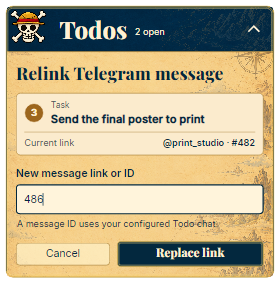 Todos 2 open
Relink Telegram message
3
Task
Send the final poster to print
Current link @print_studio · #482
New message link or ID
486
A message ID uses your configured Todo chat.
Cancel Replace link